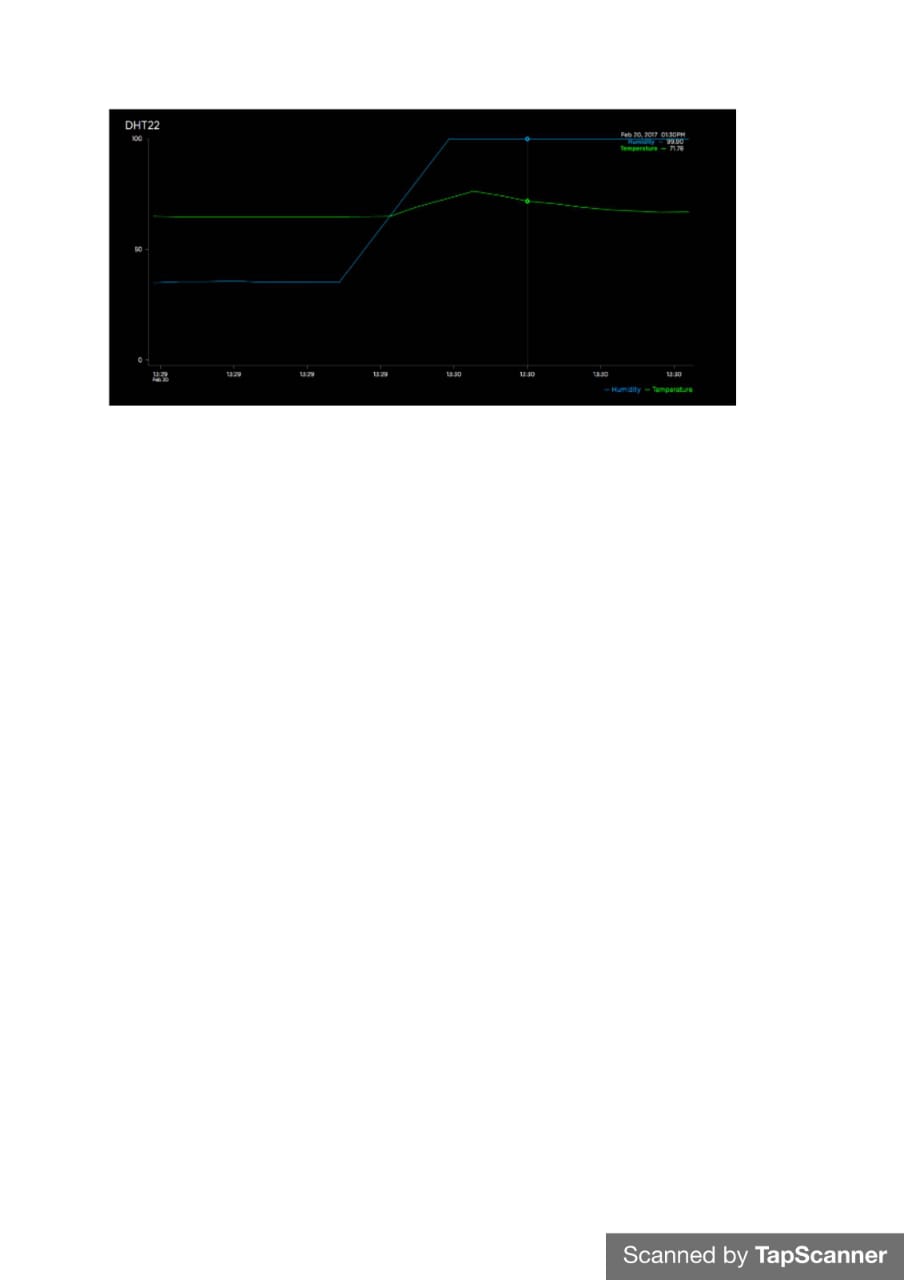 DHT22
Feb 20, 2017 01:30PM
Humidity — 99.90
Temperature — 71.78
100
50
0
13:29 13:29 13:29 13:29 13:30 13:30 13:30 13:30
Feb 20
— Humidity — Temperature
Scanned by TapScanner